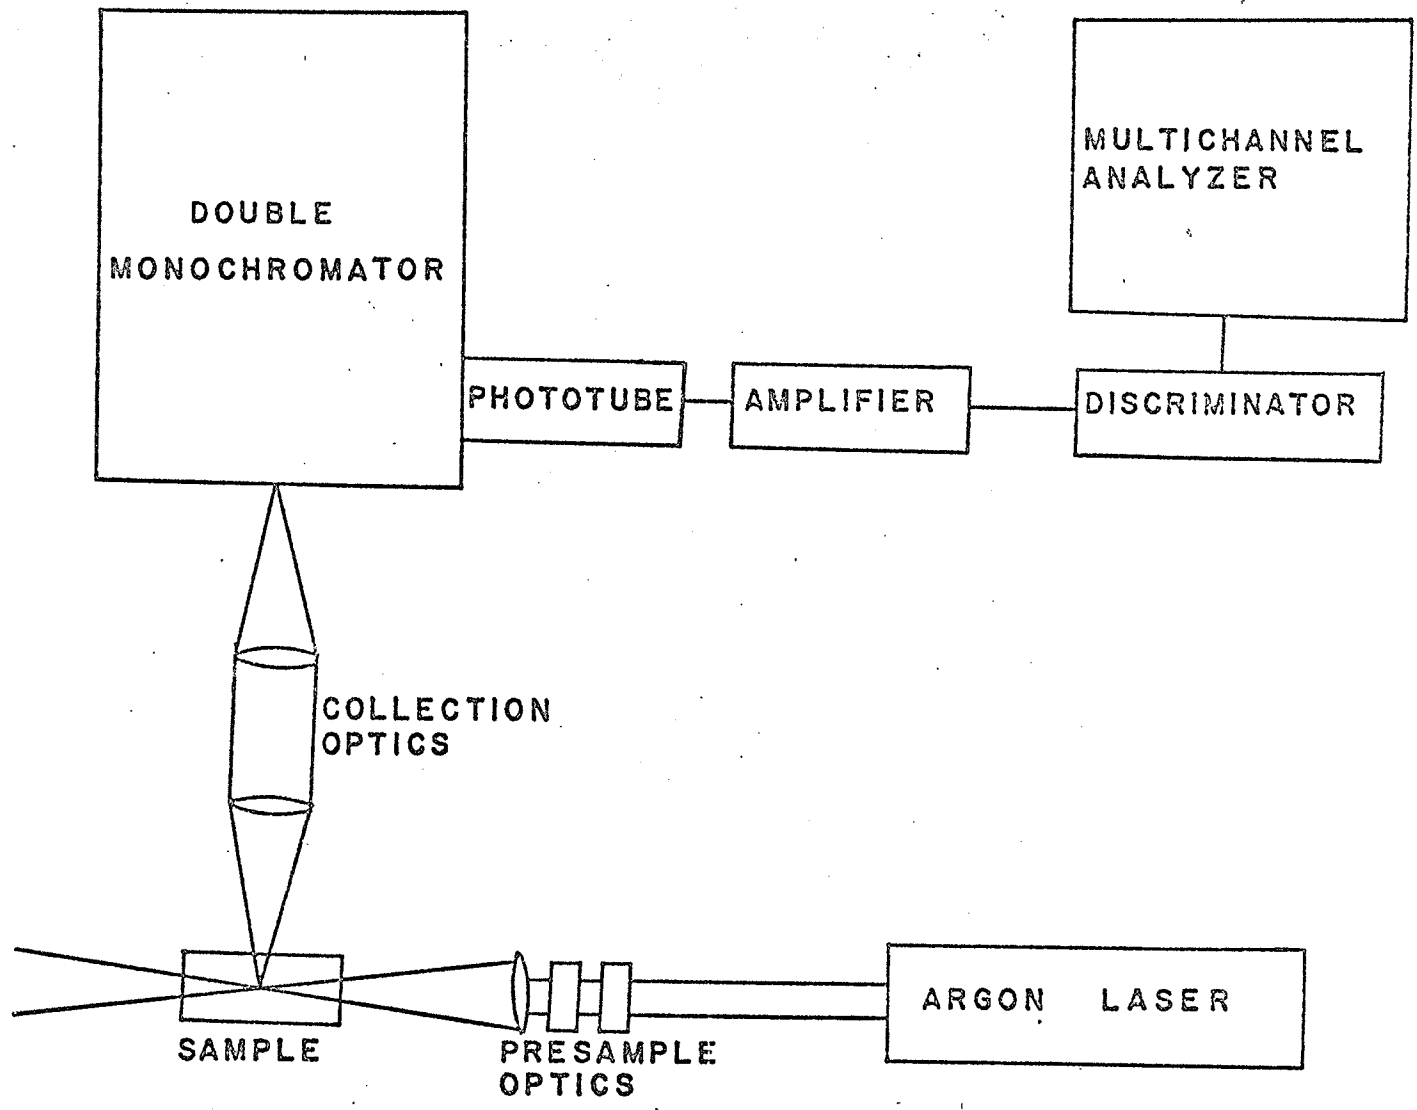 DOUBLE
MONOCHROMATOR
MULTICHANNEL
ANALYZER
PHOTOTUBE
AMPLIFIER
DISCRIMINATOR
COLLECTION
OPTICS
SAMPLE
PRESAMPLE
OPTICS
ARGON LASER